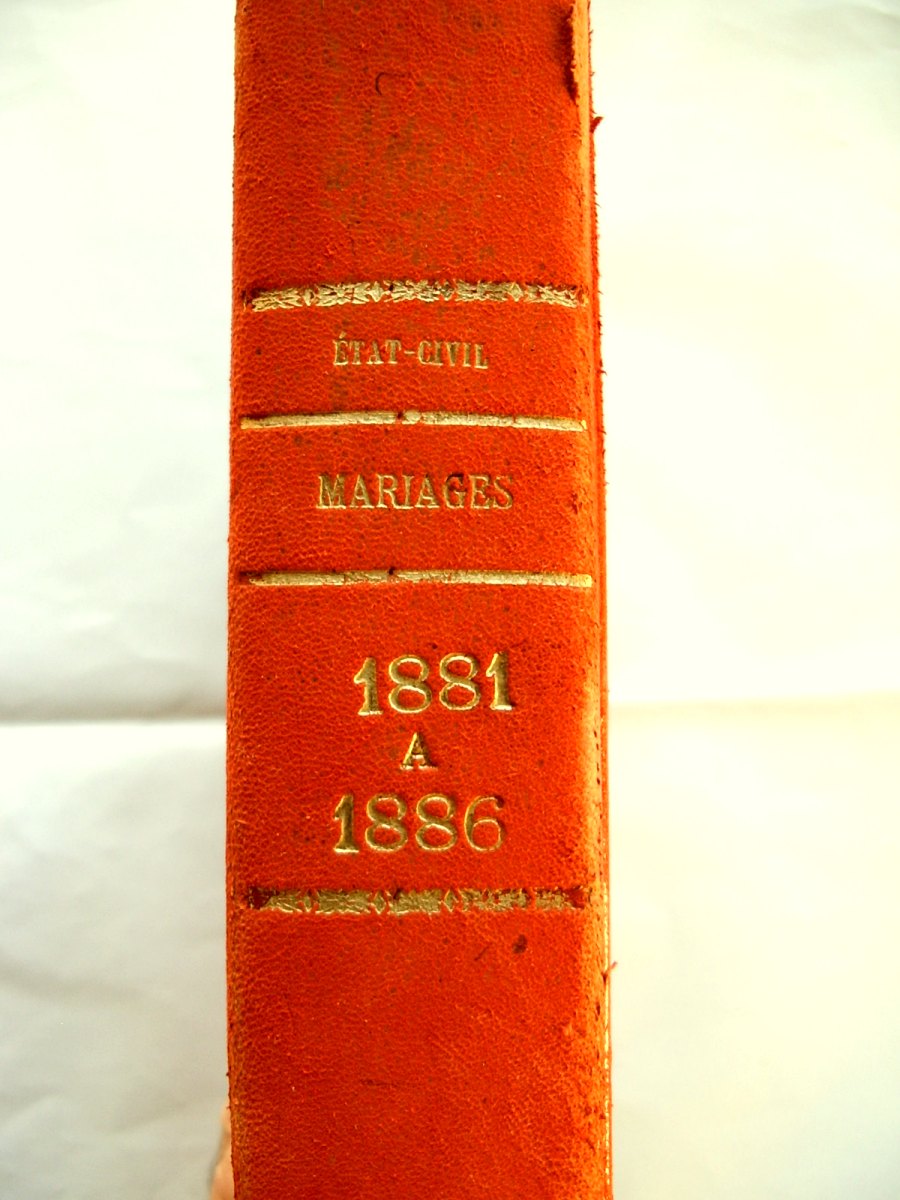 ÉTAT-CIVIL
MARIAGES
1881
A
1886